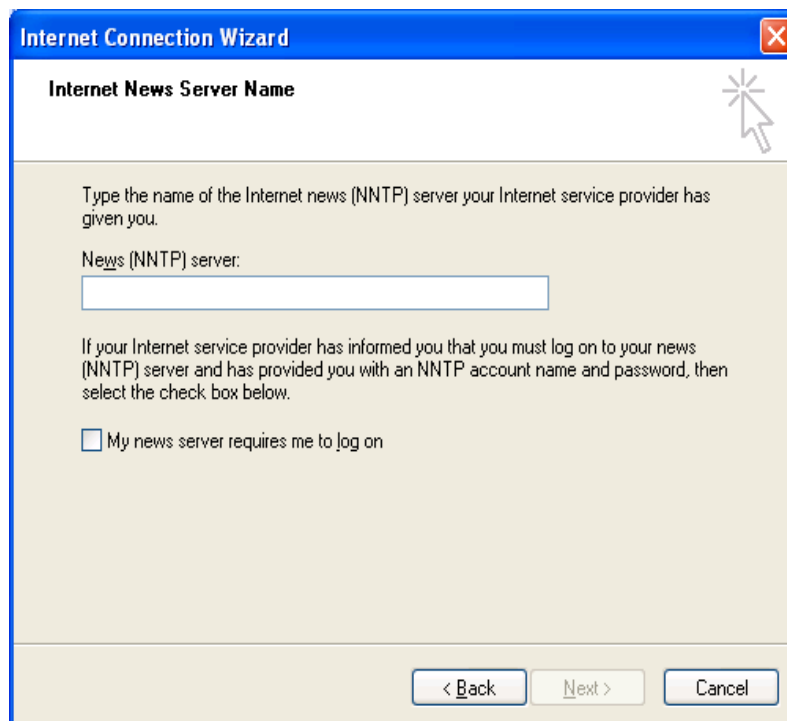 Internet Connection Wizard
Internet News Server Name
Type the name of the Internet news (NNTP) server your Internet service provider has
given you.
News (NNTP) server:
If your Internet service provider has informed you that you must log on to your news
(NNTP) server and has provided you with an NNTP account name and password, then
select the check box below.
My news server requires me to log on
< Back Next > Cancel